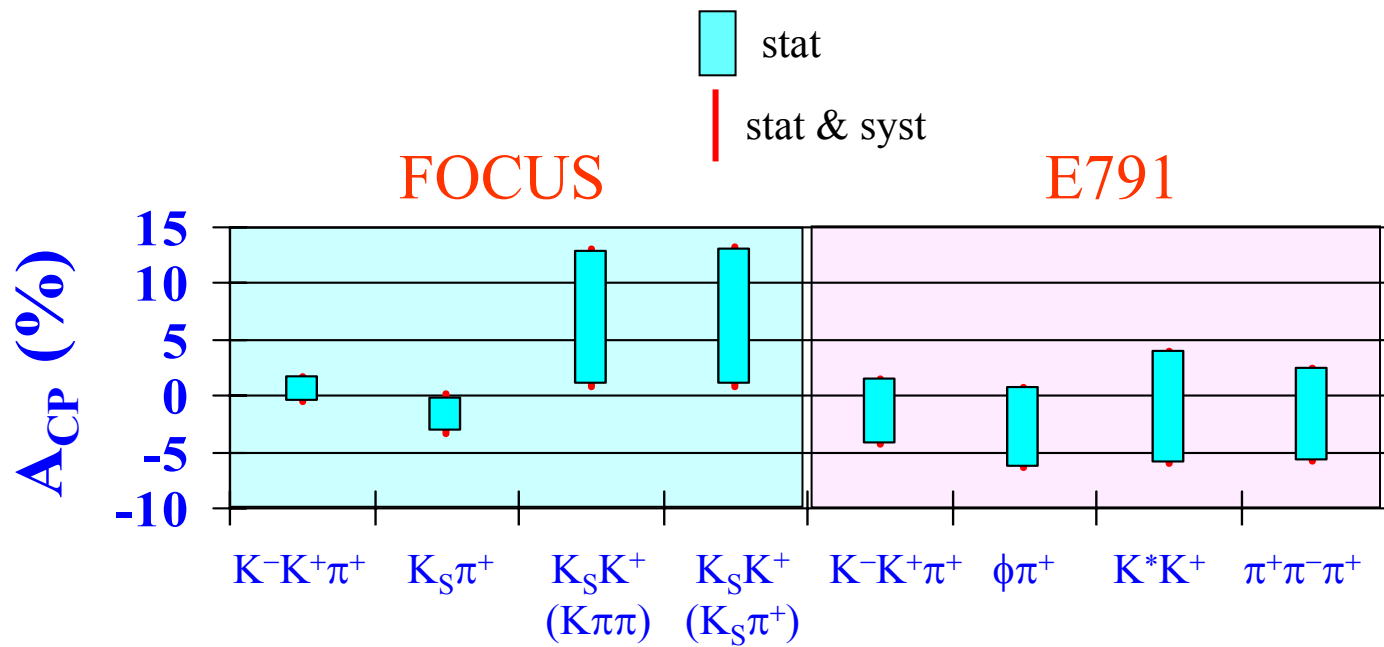 stat
stat & syst
FOCUS E791
A_CP (%)
15
10
5
0
-5
-10
K⁻K⁺π⁺ K_Sπ⁺ K_SK⁺ K_SK⁺ K⁻K⁺π⁺ ϕπ⁺ K*K⁺ π⁺π⁻π⁺
(Kππ) (K_Sπ⁺)